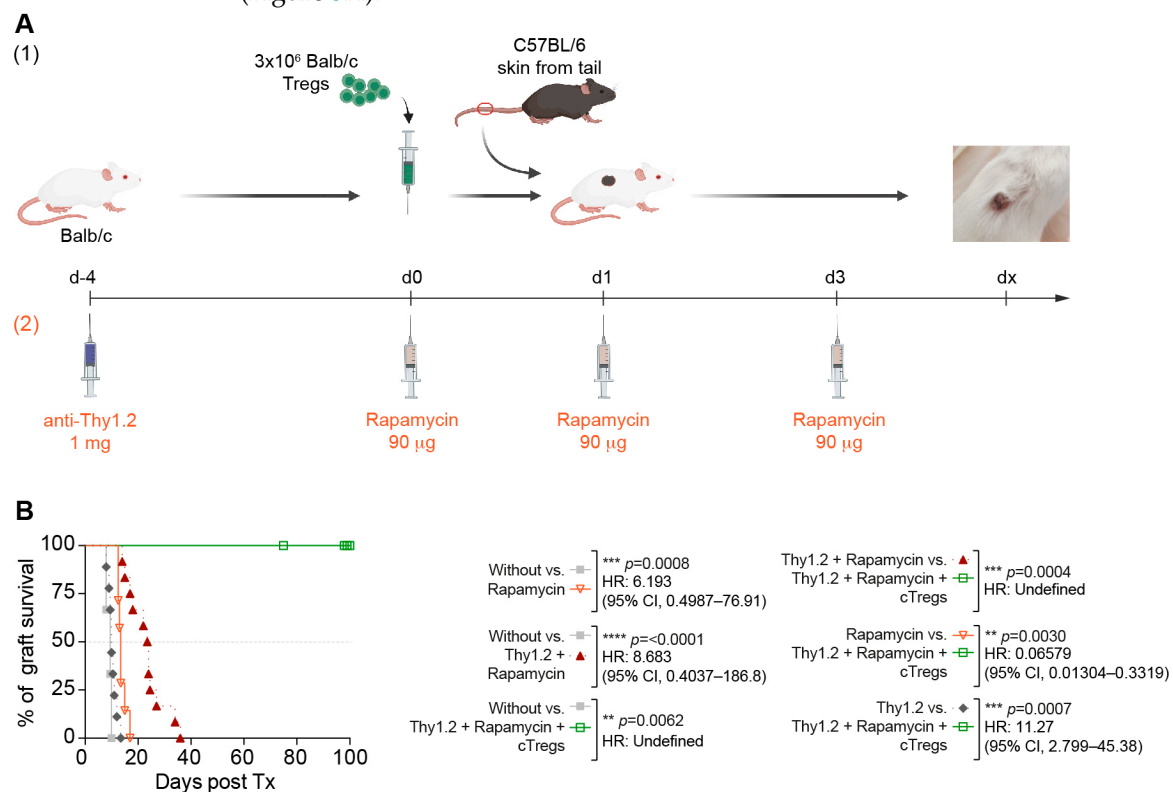 A
(1)
3x10⁶ Balb/c
Tregs
C57BL/6
skin from tail
Balb/c
d-4
d0
d1
d3
dx
(2)
anti-Thy1.2
1 mg
Rapamycin
90 µg
Rapamycin
90 µg
Rapamycin
90 µg
B
% of graft survival
100
75
50
25
0
0
20
40
60
80
100
Days post Tx
Without vs.
Rapamycin
*** p=0.0008
HR: 6.193
(95% CI, 0.4987–76.91)
Without vs.
Thy1.2 +
Rapamycin
**** p=<0.0001
HR: 8.683
(95% CI, 0.4037–186.8)
Without vs.
Thy1.2 + Rapamycin +
cTregs
** p=0.0062
HR: Undefined
Thy1.2 + Rapamycin vs.
Thy1.2 + Rapamycin +
cTregs
*** p=0.0004
HR: Undefined
Rapamycin vs.
Thy1.2 + Rapamycin +
cTregs
** p=0.0030
HR: 0.06579
(95% CI, 0.01304–0.3319)
Thy1.2 vs.
Thy1.2 + Rapamycin +
cTregs
*** p=0.0007
HR: 11.27
(95% CI, 2.799–45.38)